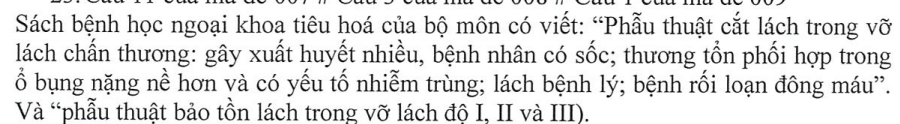 Sách bệnh học ngoại khoa tiêu hoá của bộ môn có viết: “Phẫu thuật cắt lách trong vỡ
lách chấn thương: gây xuất huyết nhiều, bệnh nhân có sốc; thương tổn phối hợp trong
ổ bụng nặng nề hơn và có yếu tố nhiễm trùng; lách bệnh lý; bệnh rối loạn đông máu”.
Và “phẫu thuật bảo tồn lách trong vỡ lách độ I, II và III).